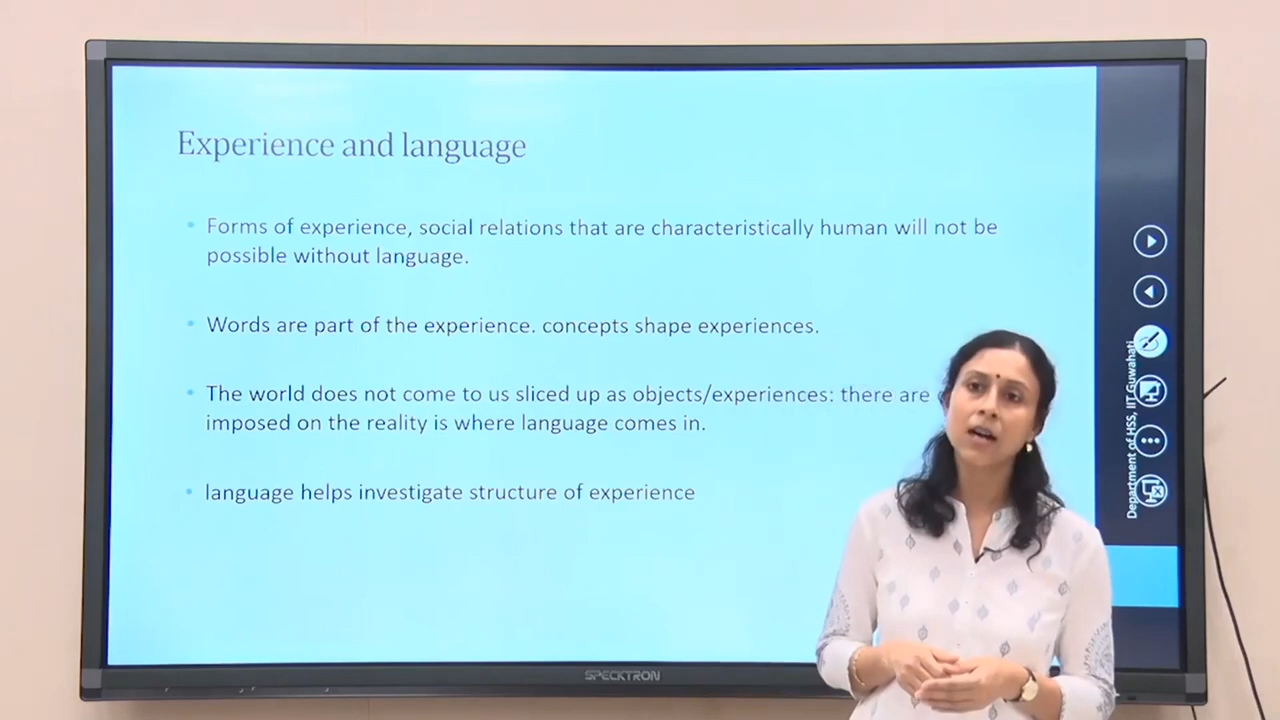 Experience and language
Forms of experience, social relations that are characteristically human will not be
possible without language.
Words are part of the experience. concepts shape experiences.
The world does not come to us sliced up as objects/experiences: there are
imposed on the reality is where language comes in.
language helps investigate structure of experience
Department of HSS, IIT Guwahati
SPECKTRON